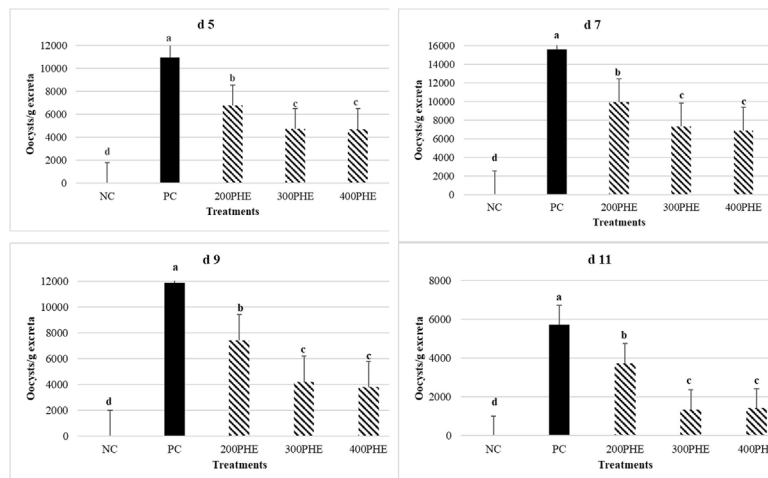 d 5
Oocysts/g excreta
12000
10000
8000
6000
4000
2000
0
a
b
c
c
d
NC PC 200PHE 300PHE 400PHE
Treatments
d 7
Oocysts/g excreta
16000
14000
12000
10000
8000
6000
4000
2000
0
a
b
c
c
d
NC PC 200PHE 300PHE 400PHE
Treatments
d 9
Oocysts/g excreta
12000
10000
8000
6000
4000
2000
0
a
b
c
c
d
NC PC 200PHE 300PHE 400PHE
Treatments
d 11
Oocysts/g excreta
8000
6000
4000
2000
0
a
b
c
c
d
NC PC 200PHE 300PHE 400PHE
Treatments